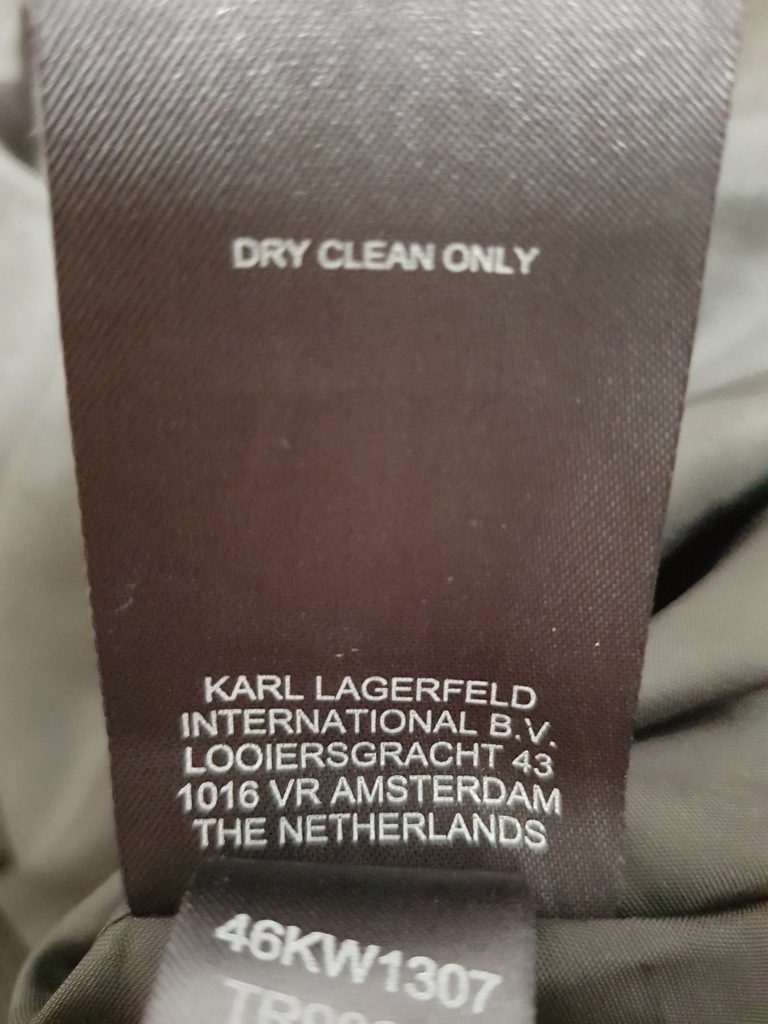 DRY CLEAN ONLY
KARL LAGERFELD
INTERNATIONAL B.V.
LOOIERSGRACHT 43
1016 VR AMSTERDAM
THE NETHERLANDS
46KW1307